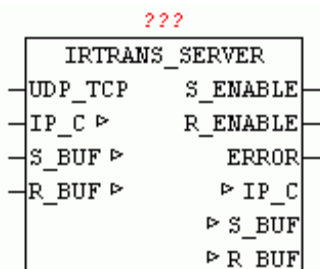 ???
IRTRANS_SERVER
UDP_TCP S_ENABLE
IP_C R_ENABLE
S_BUF ERROR
R_BUF IP_C
S_BUF
R_BUF